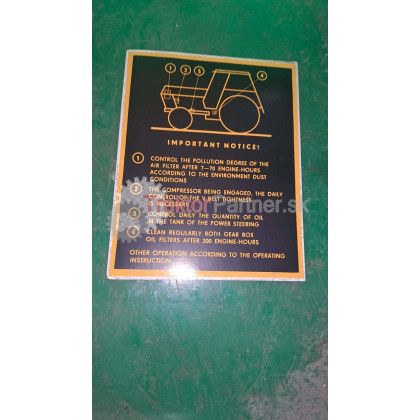 1 2 3 4
IMPORTANT NOTICE!
1 CONTROL THE POLLUTION DEGREE OF THE
AIR FILTER AFTER 7-70 ENGINE-HOURS
ACCORDING TO THE ENVIRONMENT DUST
CONDITIONS
2 THE COMPRESSOR BEING ENGAGED, THE DAILY
CONTROL OF THE V-BELT TIGHTNESS
IS NECESSARY
3 CONTROL DAILY THE QUANTITY OF OIL
IN THE TANK OF THE POWER STEERING
4 CLEAN REGULARLY BOTH GEAR BOX
OIL FILTERS AFTER 200 ENGINE-HOURS
OTHER OPERATION ACCORDING TO THE OPERATING
INSTRUCTION
TraktorPartner.sk